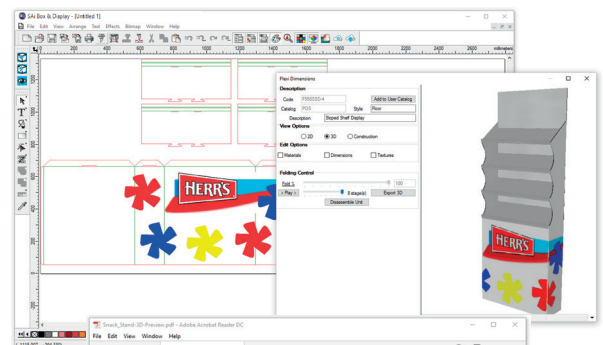 SAi Box & Display - [Untitled 1]
File Edit View Arrange Text Effects Bitmap Window Help
200 400 600 800 1000 1200 1400 1600 1800 2000 2200 2400 2600 millimeters
Flexi Dimensions
Description
Code Add to User Catalog
Catalog POS Style Floor
Description Sloped Shelf Display
View Options
2D 3D Construction
Edit Options
Materials Dimensions Textures
Folding Control
Fold % 100
< Play > 8 stage(s) Export 3D
Disassemble Unit
HERR'S
HERR'S
Snack_Stand-3D-Preview.pdf - Adobe Acrobat Reader DC
File Edit View Window Help